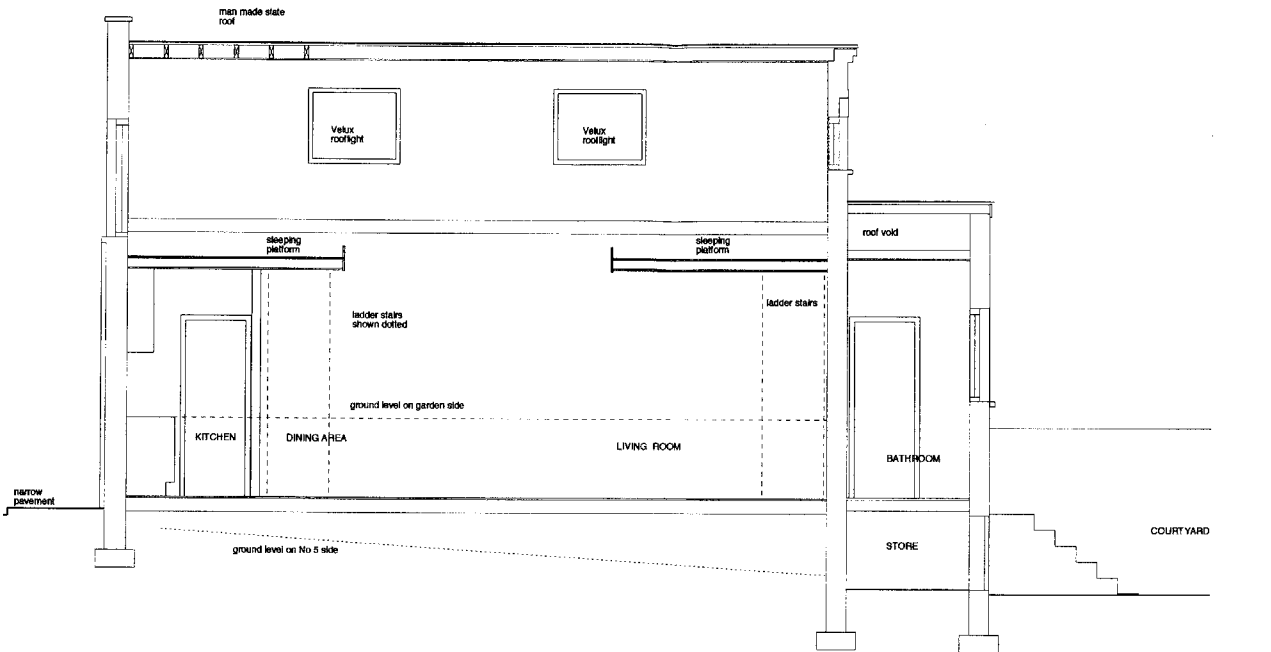 man made slate
roof
Velux
rooflight
Velux
rooflight
roof void
sleeping
platform
sleeping
platform
ladder stairs
ladder stairs
shown dotted
ground level on garden side
KITCHEN
DINING AREA
LIVING ROOM
BATHROOM
narrow
pavement
COURTYARD
ground level on No 5 side
STORE